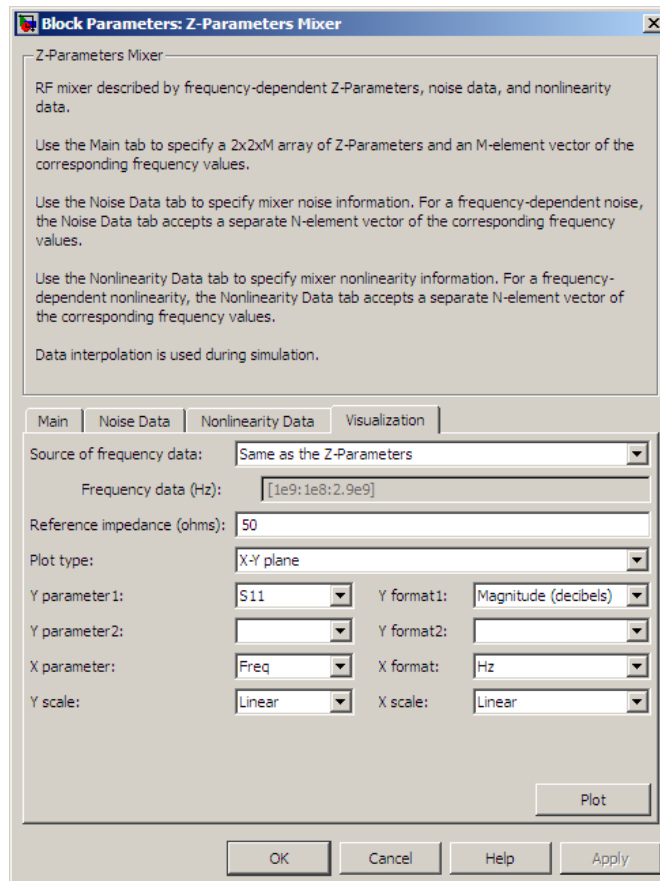 Block Parameters: Z-Parameters Mixer
Z-Parameters Mixer
RF mixer described by frequency-dependent Z-Parameters, noise data, and nonlinearity
data.
Use the Main tab to specify a 2x2xM array of Z-Parameters and an M-element vector of the
corresponding frequency values.
Use the Noise Data tab to specify mixer noise information. For a frequency-dependent noise,
the Noise Data tab accepts a separate N-element vector of the corresponding frequency
values.
Use the Nonlinearity Data tab to specify mixer nonlinearity information. For a frequency-
dependent nonlinearity, the Nonlinearity Data tab accepts a separate N-element vector of
the corresponding frequency values.
Data interpolation is used during simulation.
Main Noise Data Nonlinearity Data Visualization
Source of frequency data: Same as the Z-Parameters
Frequency data (Hz): [1e9:1e8:2.9e9]
Reference impedance (ohms): 50
Plot type: X-Y plane
Y parameter1: S11 Y format1: Magnitude (decibels)
Y parameter2: Y format2:
X parameter: Freq X format: Hz
Y scale: Linear X scale: Linear
Plot
OK Cancel Help Apply